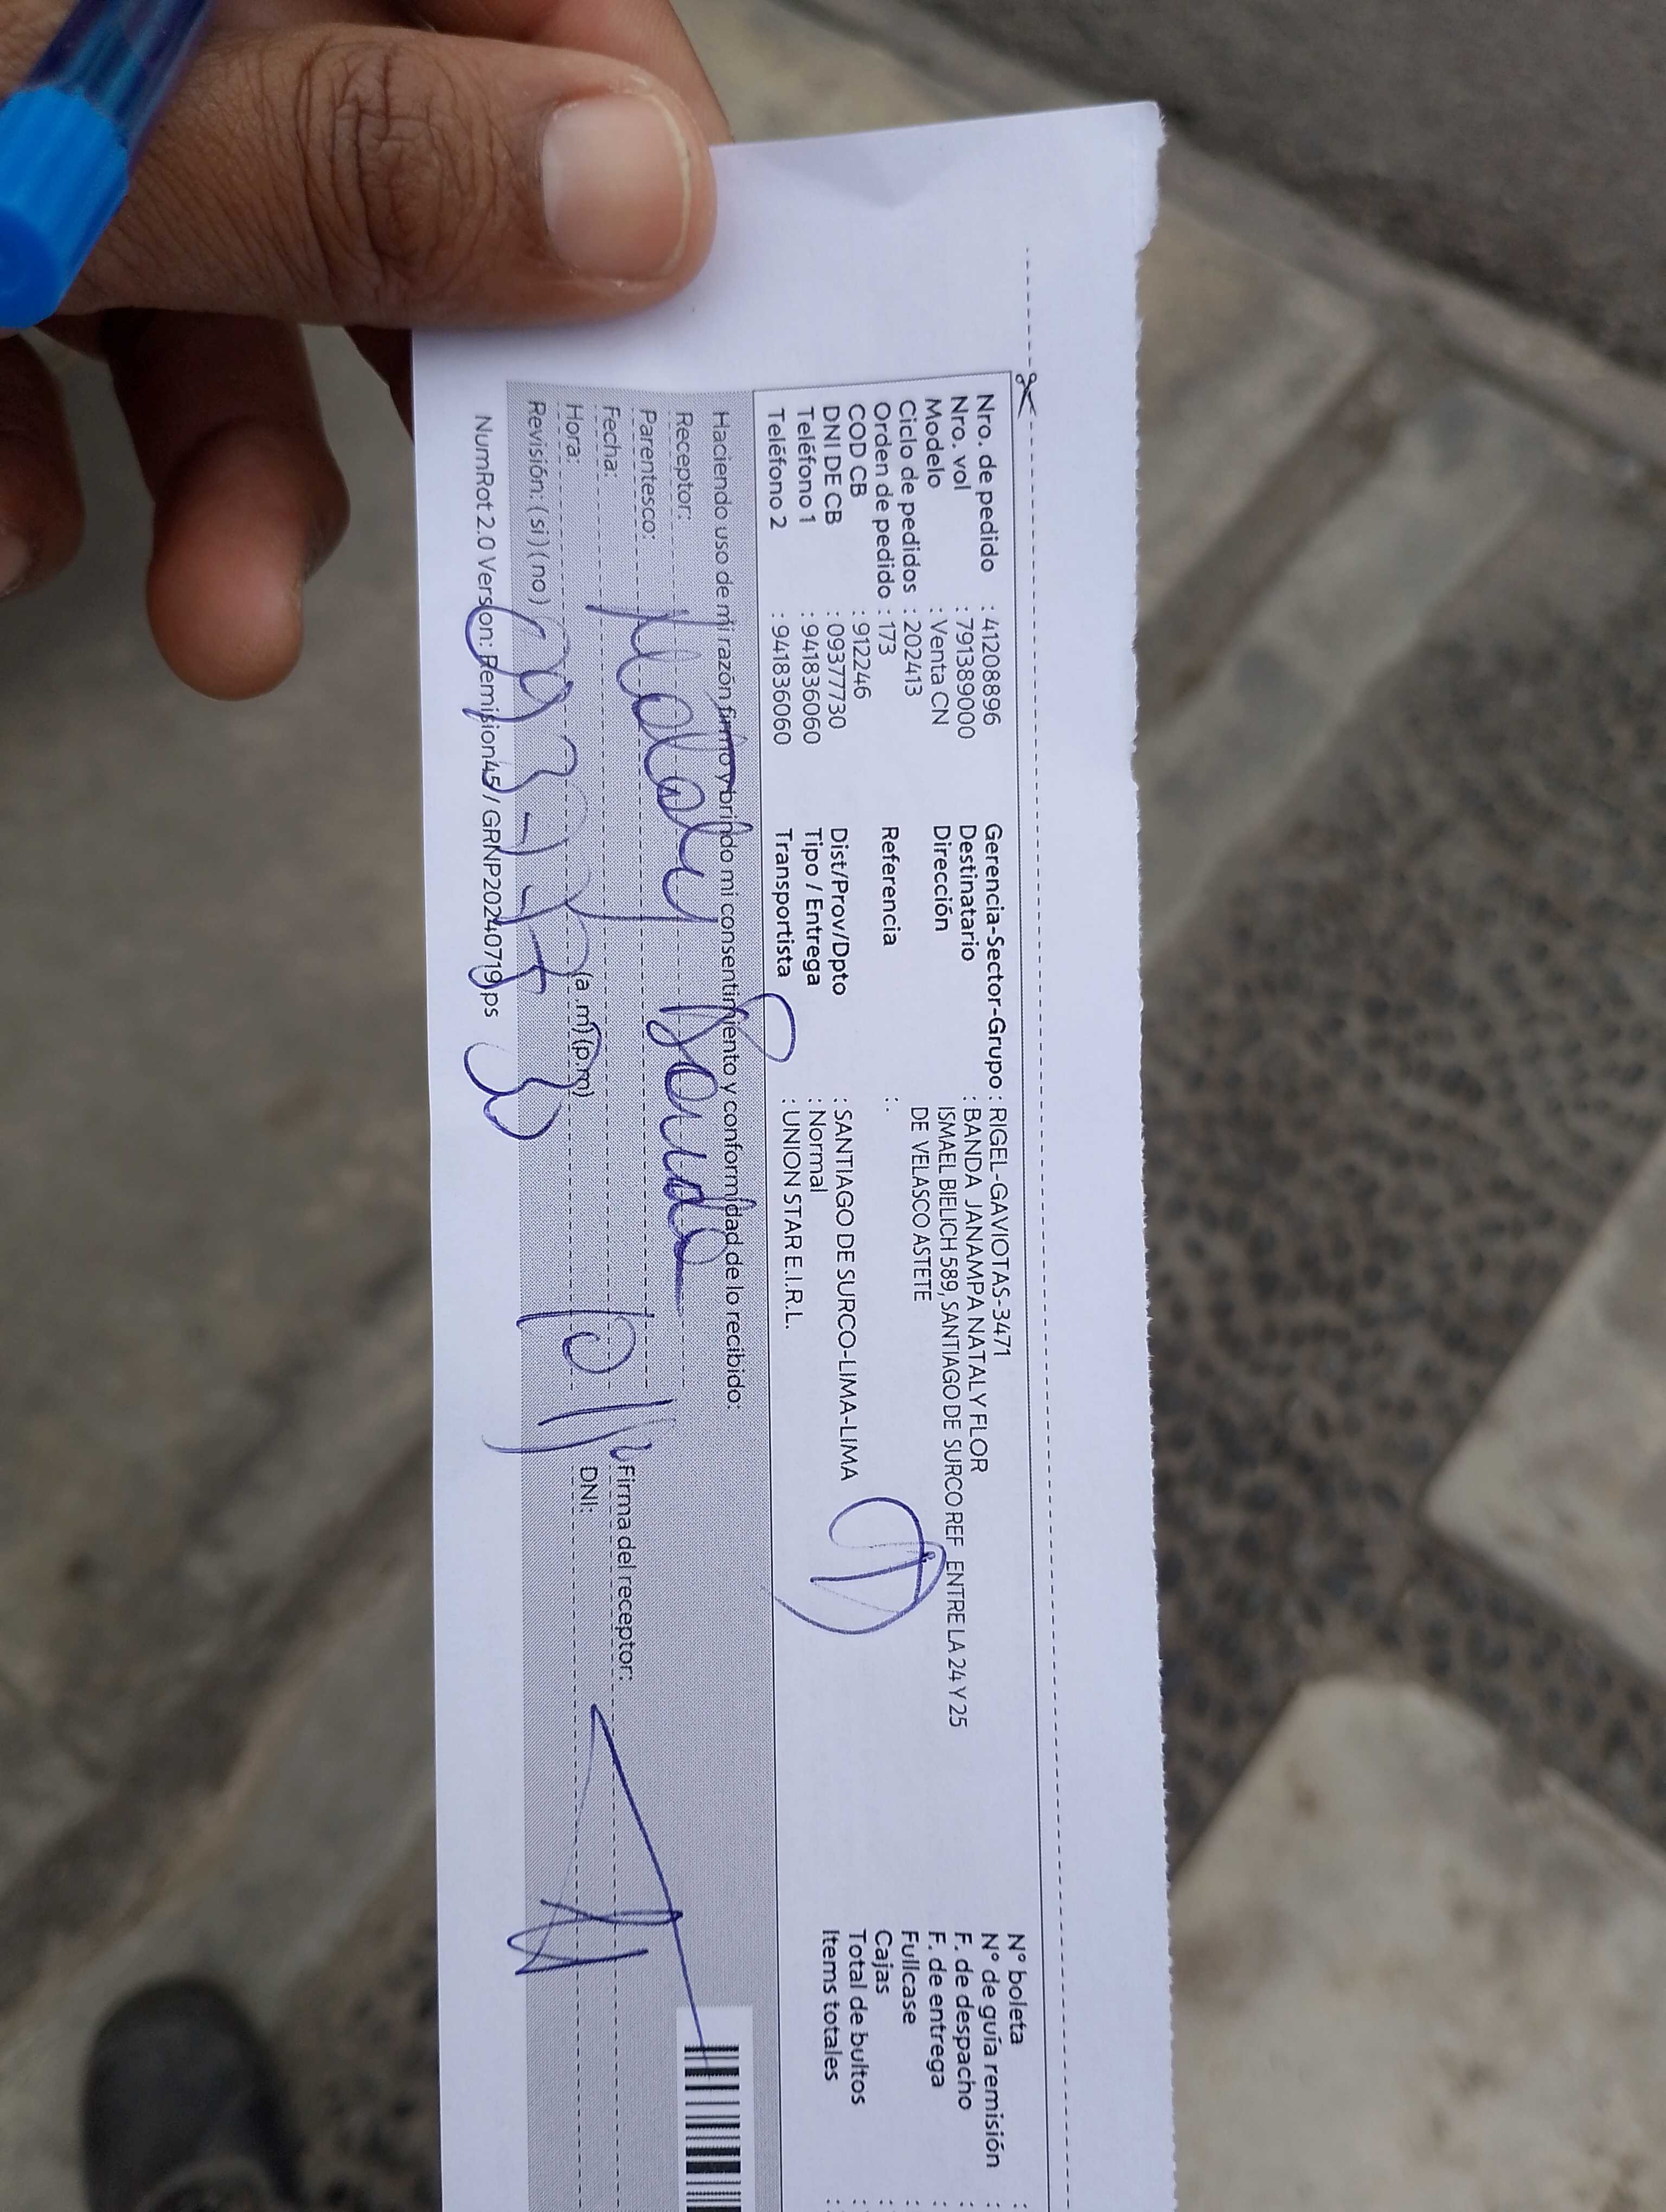 Nro. de pedido : 41208896
Nro. vol : 791389000
Modelo : Venta CN
Ciclo de pedidos : 202413
Orden de pedido : 173
COD CB : 912246
DNI DE CB : 09377730
Teléfono 1 : 941836060
Teléfono 2 : 941836060
Gerencia-Sector-Grupo : RIGEL-GAVIOTAS-3471
Destinatario : BANDA JANAMPA NATALY FLOR
Dirección ISMAEL BIELICH 589, SANTIAGO DE SURCO REF ENTRE LA 24 Y 25
DE VELASCO ASTETE
Referencia : .
Dist/Prov/Dpto : SANTIAGO DE SURCO-LIMA-LIMA
Tipo / Entrega : Normal
Transportista : UNION STAR E.I.R.L.
N° boleta :
N° de guía remisión :
F. de despacho :
F. de entrega :
Fullcase :
Cajas :
Total de bultos :
Items totales :
Haciendo uso de mi razón firmo y brindo mi consentimiento y conformidad de lo recibido:
Receptor: Nataly Banda
Parentesco:
Fecha:
Hora: (a.m) (p.m)
Revisión: (si) (no)
Firma del receptor:
DNI:
NumRot 2.0 Version: Remision45 / GRNP20240719.jps